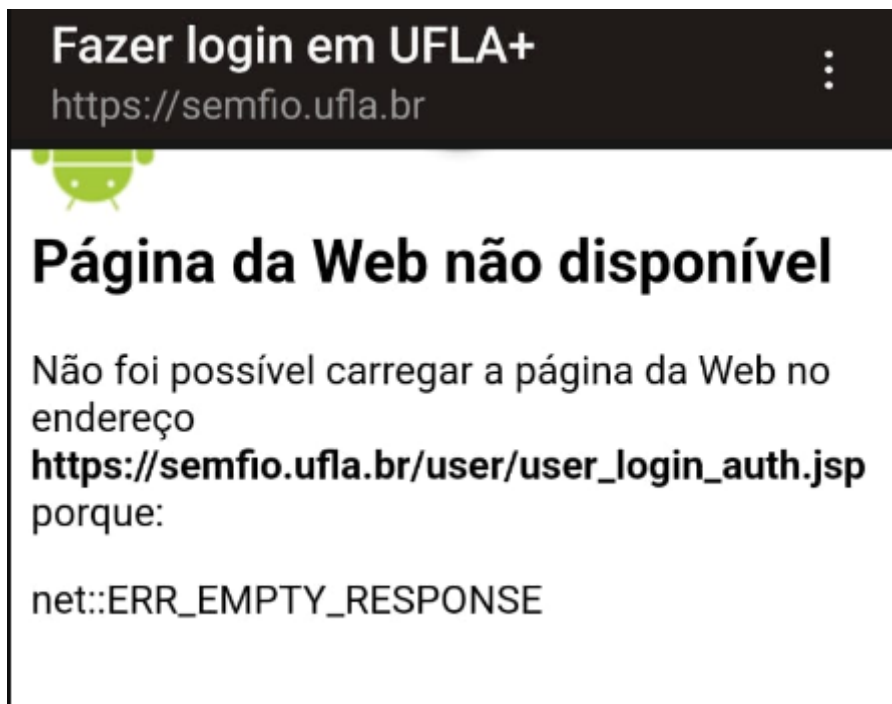 Fazer login em UFLA+
https://semfio.ufla.br
Página da Web não disponível
Não foi possível carregar a página da Web no
endereço
https://semfio.ufla.br/user/user_login_auth.jsp
porque:
net::ERR_EMPTY_RESPONSE